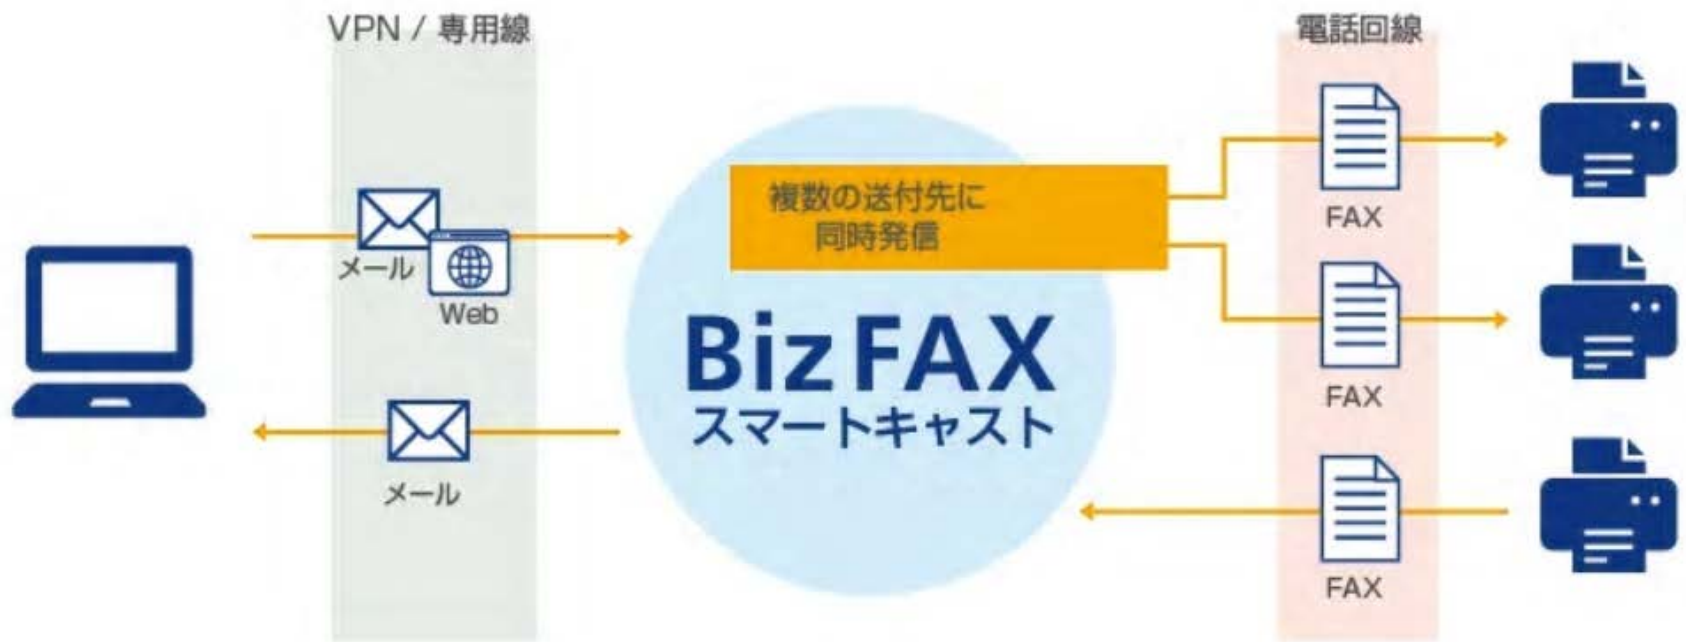 VPN / 専用線
電話回線
メール
Web
メール
複数の送付先に
同時発信
BizFAX
スマートキャスト
FAX
FAX
FAX